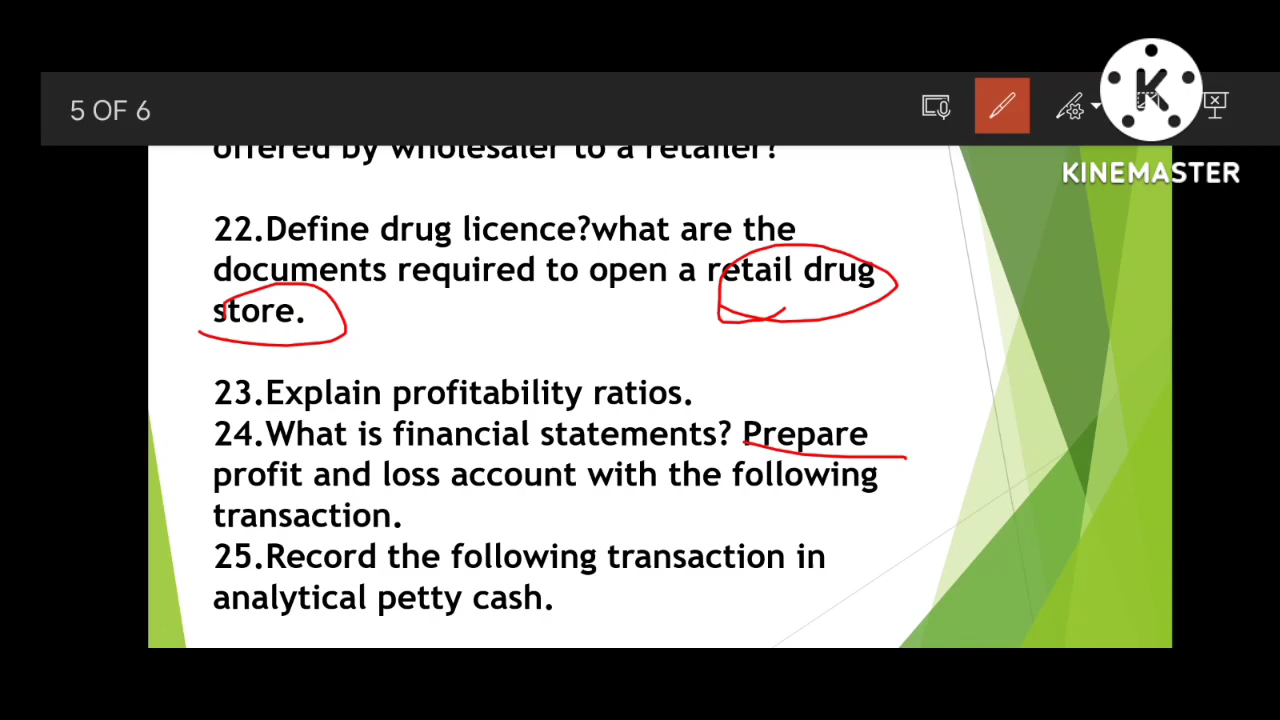 5 OF 6
K
KINEMASTER
offered by wholesaler to a retailer?
22.Define drug licence?what are the
documents required to open a retail drug
store.
23.Explain profitability ratios.
24.What is financial statements? Prepare
profit and loss account with the following
transaction.
25.Record the following transaction in
analytical petty cash.